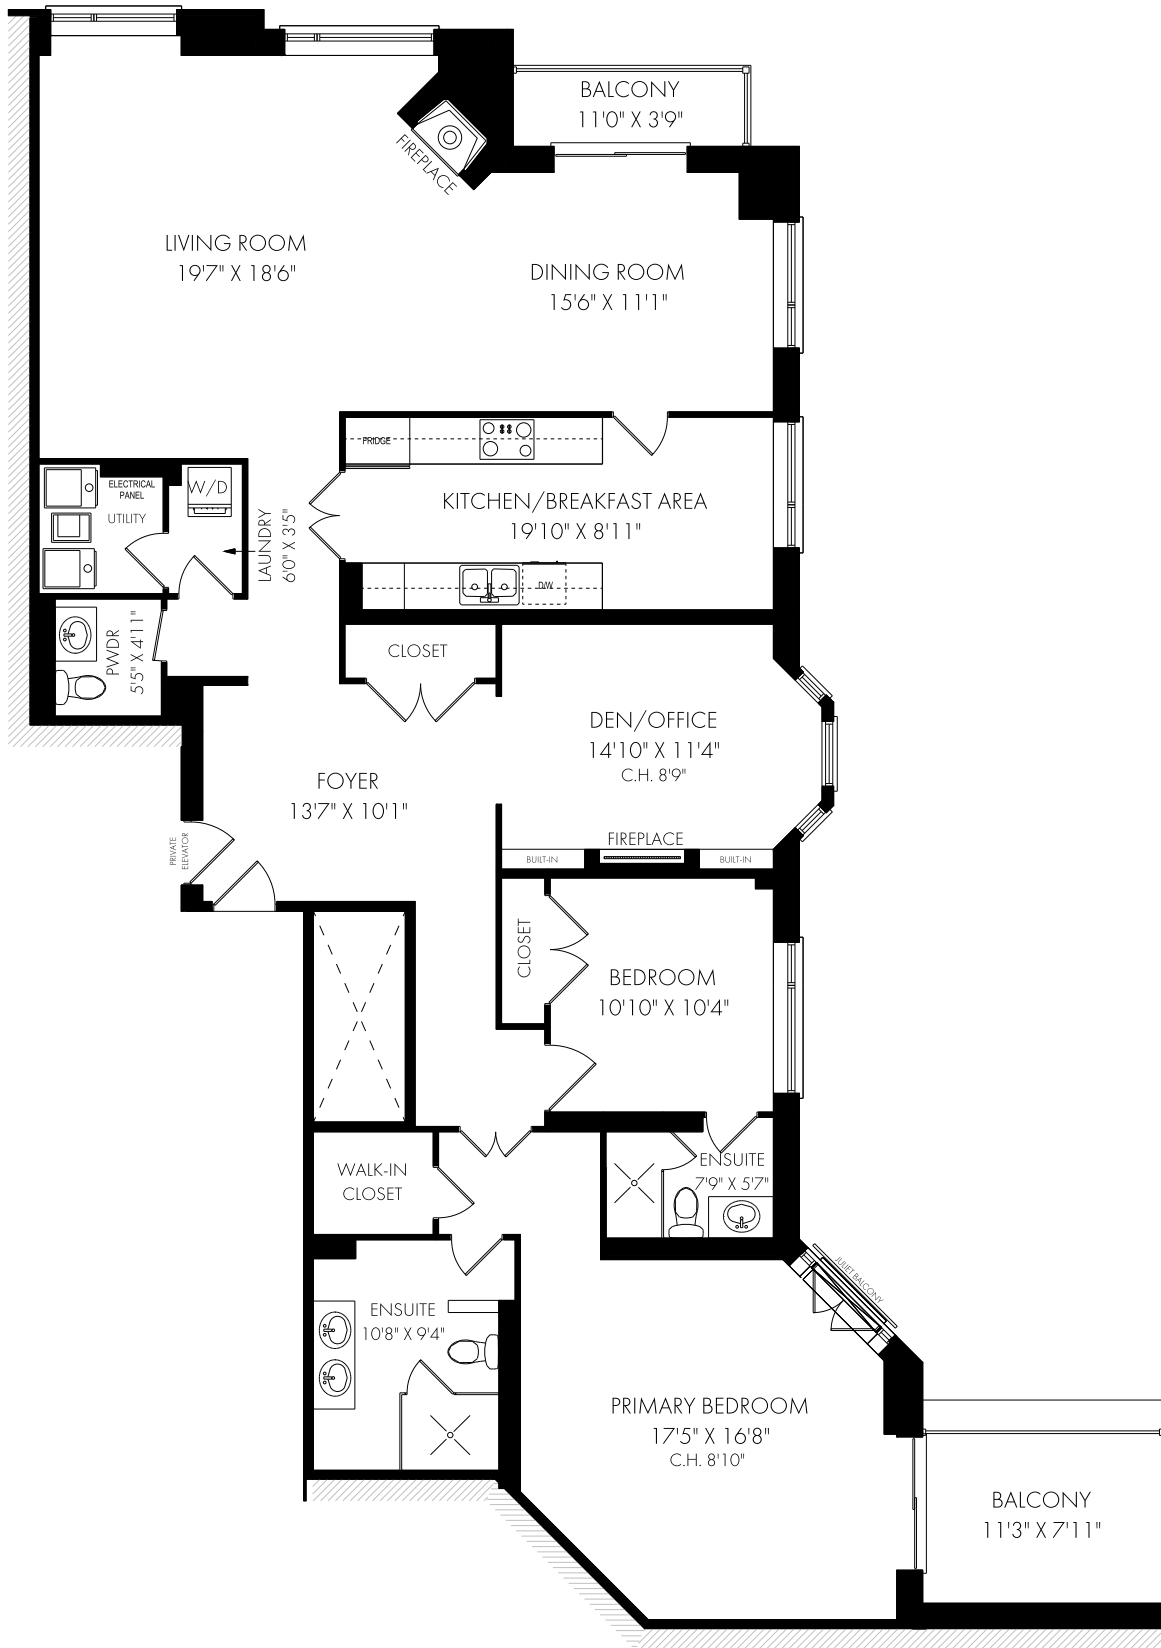 BALCONY
11'0" X 3'9"
FIREPLACE
LIVING ROOM
19'7" X 18'6"
DINING ROOM
15'6" X 11'1"
FRIDGE
KITCHEN/BREAKFAST AREA
19'10" X 8'11"
D/W
ELECTRICAL
PANEL
UTILITY
W/D
LAUNDRY
6'0" X 3'5"
PWDR
5'5" X 4'11"
CLOSET
DEN/OFFICE
14'10" X 11'4"
C.H. 8'9"
FOYER
13'7" X 10'1"
PRIVATE
ELEVATOR
FIREPLACE
BUILT-IN
BUILT-IN
CLOSET
BEDROOM
10'10" X 10'4"
WALK-IN
CLOSET
ENSUITE
7'9" X 5'7"
JULIET BALCONY
ENSUITE
10'8" X 9'4"
PRIMARY BEDROOM
17'5" X 16'8"
C.H. 8'10"
BALCONY
11'3" X 7'11"